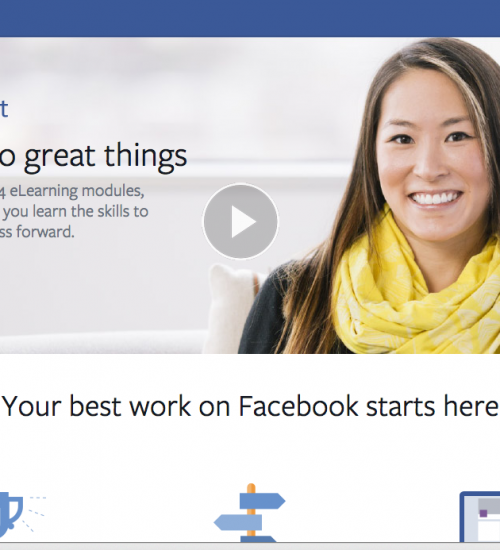 t
o great things
4 eLearning modules,
you learn the skills to
ss forward.
Your best work on Facebook starts here